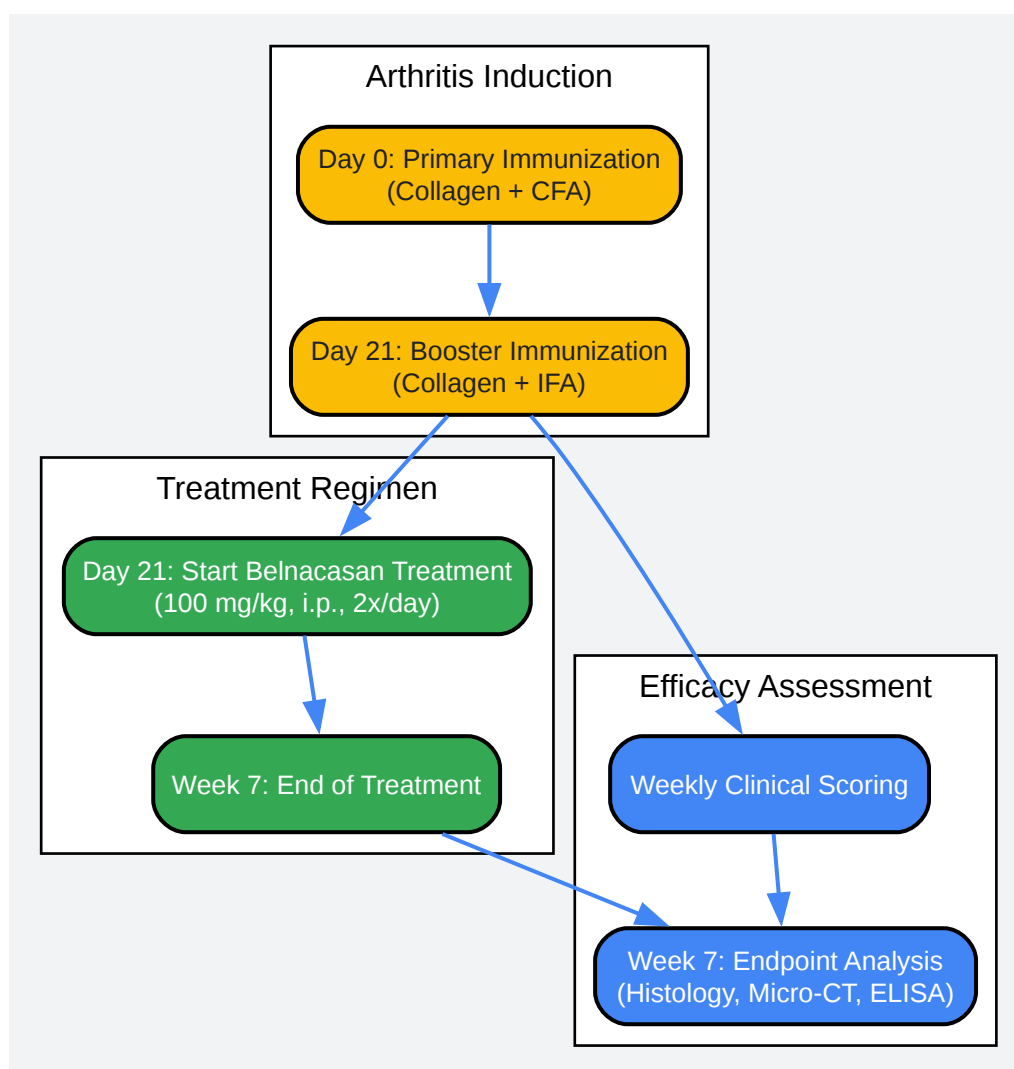 Arthritis Induction
Day 0: Primary Immunization
(Collagen + CFA)
Day 21: Booster Immunization
(Collagen + IFA)
Treatment Regimen
Day 21: Start Belnacasan Treatment
(100 mg/kg, i.p., 2x/day)
Week 7: End of Treatment
Efficacy Assessment
Weekly Clinical Scoring
Week 7: Endpoint Analysis
(Histology, Micro-CT, ELISA)